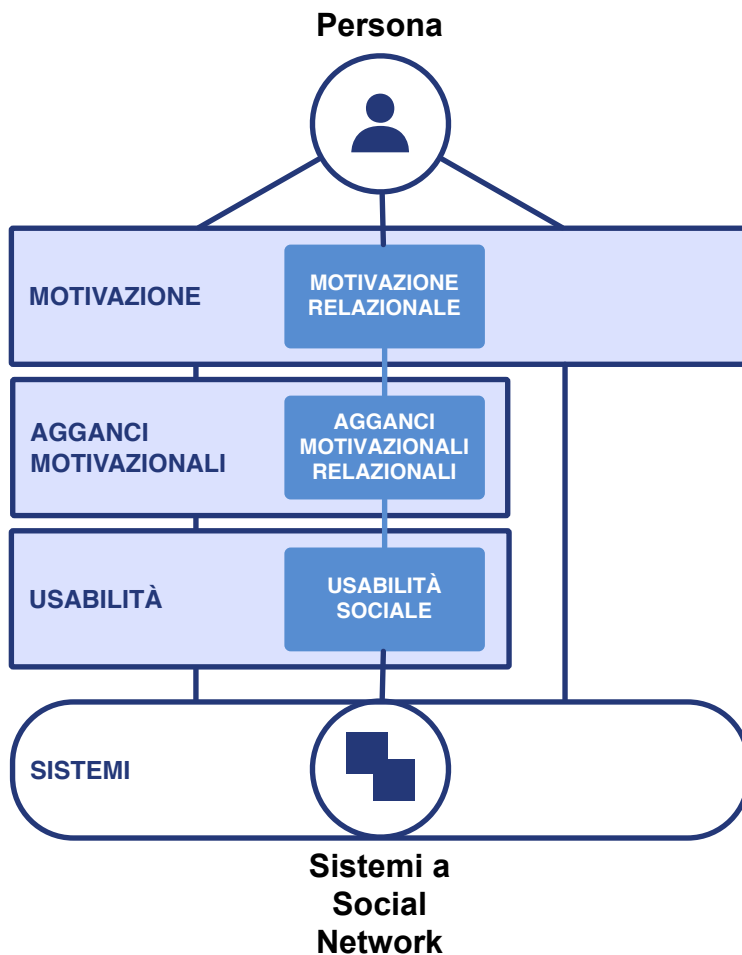 Persona
MOTIVAZIONE
MOTIVAZIONE
RELAZIONALE
AGGANCI
MOTIVAZIONALI
AGGANCI
MOTIVAZIONALI
RELAZIONALI
USABILITÀ
USABILITÀ
SOCIALE
SISTEMI
Sistemi a
Social
Network